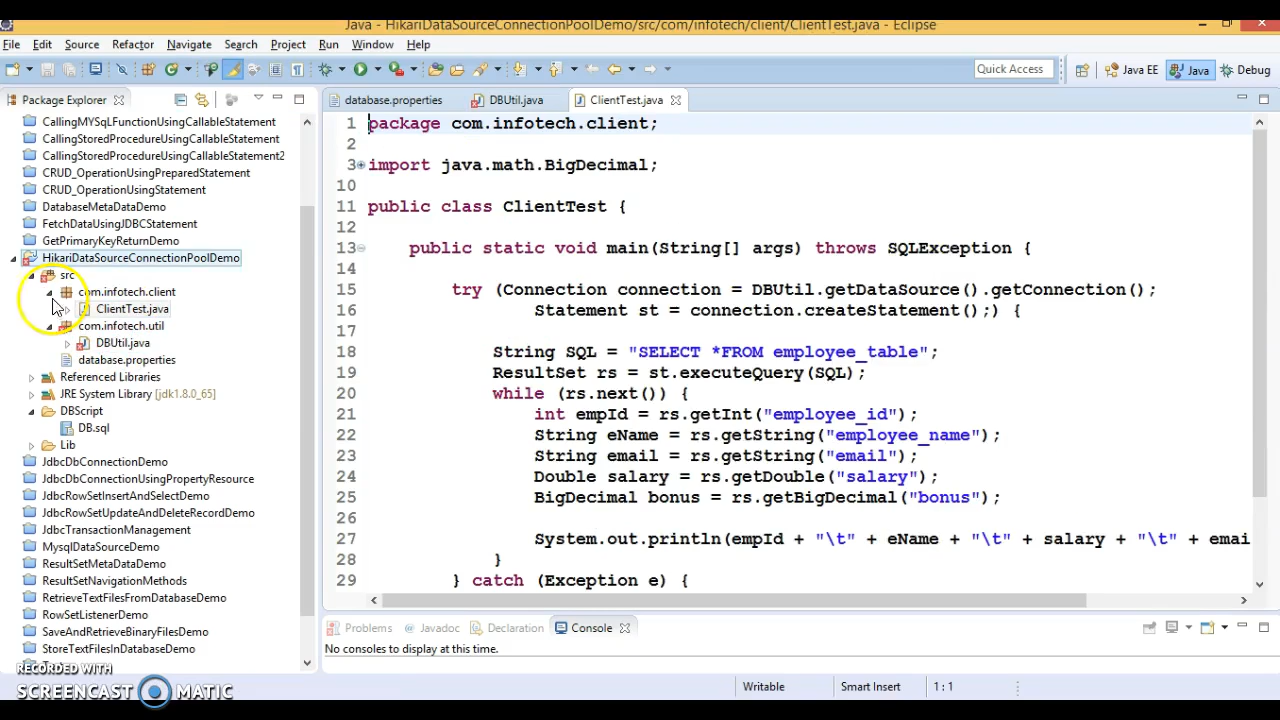 Java - HikariDataSourceConnectionPoolDemo/src/com/infotech/client/ClientTest.java - Eclipse
File Edit Source Refactor Navigate Search Project Run Window Help
Quick Access Java EE Java Debug
Package Explorer
CallingMYSqlFunctionUsingCallableStatement
CallingStoredProcedureUsingCallableStatement
CallingStoredProcedureUsingCallableStatement2
CRUD_OperationUsingPreparedStatement
CRUD_OperationUsingStatement
DatabaseMetaDataDemo
FetchDataUsingJDBCStatement
GetPrimaryKeyReturnDemo
HikariDataSourceConnectionPoolDemo
src
com.infotech.client
ClientTest.java
com.infotech.util
DBUtil.java
database.properties
Referenced Libraries
JRE System Library [jdk1.8.0_65]
DBScript
DB.sql
Lib
JdbcDbConnectionDemo
JdbcDbConnectionUsingPropertyResource
JdbcRowSetInsertAndSelectDemo
JdbcRowSetUpdateAndDeleteRecordDemo
JdbcTransactionManagement
MysqlDataSourceDemo
ResultSetMetaDataDemo
ResultSetNavigationMethods
RetrieveTextFilesFromDatabaseDemo
RowSetListenerDemo
SaveAndRetrieveBinaryFilesDemo
StoreTextFilesInDatabaseDemo
RECORDED WITH
SCREENCAST MATIC
database.properties DBUtil.java ClientTest.java
1 package com.infotech.client;
2
3 import java.math.BigDecimal;
10
11 public class ClientTest {
12
13 public static void main(String[] args) throws SQLException {
14
15 try (Connection connection = DBUtil.getDataSource().getConnection();
16 Statement st = connection.createStatement();) {
17
18 String SQL = "SELECT *FROM employee_table";
19 ResultSet rs = st.executeQuery(SQL);
20 while (rs.next()) {
21 int empId = rs.getInt("employee_id");
22 String eName = rs.getString("employee_name");
23 String email = rs.getString("email");
24 Double salary = rs.getDouble("salary");
25 BigDecimal bonus = rs.getBigDecimal("bonus");
26
27 System.out.println(empId + "\t" + eName + "\t" + salary + "\t" + emai
28 }
29 } catch (Exception e) {
Problems Javadoc Declaration Console
No consoles to display at this time.
Writable Smart Insert 1 : 1